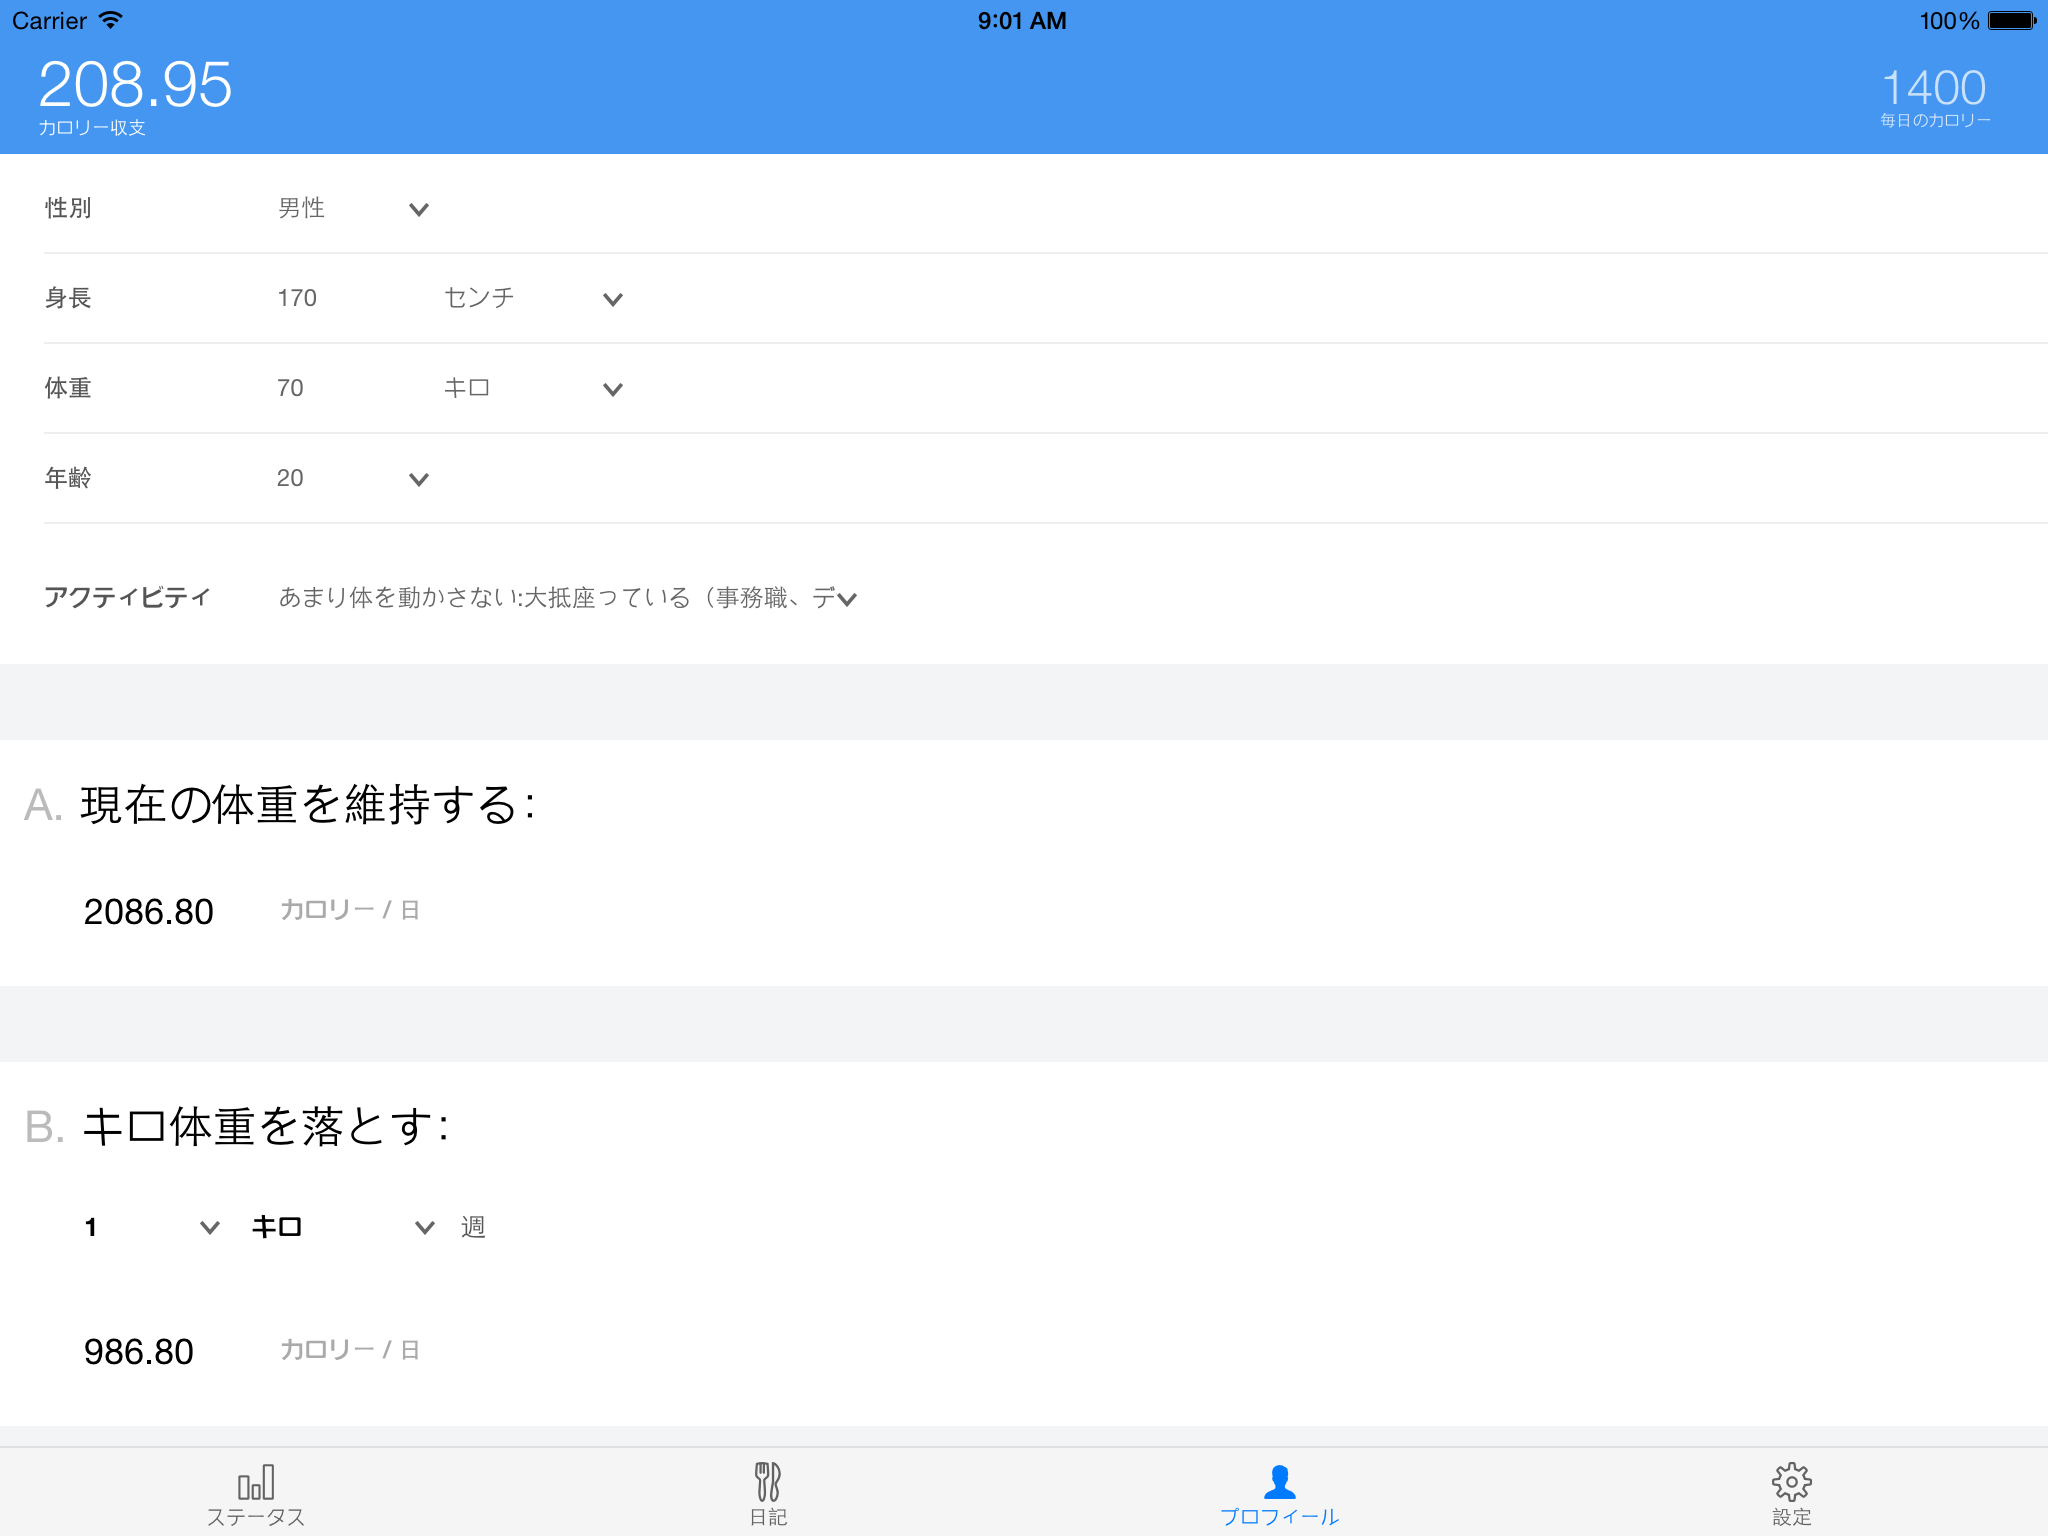 Carrier 9:01 AM 100%
208.95 1400
カロリー収支 毎日のカロリー
性別 男性
身長 170 センチ
体重 70 キロ
年齢 20
アクティビティ あまり体を動かさない:大抵座っている（事務職、デ
A. 現在の体重を維持する:
2086.80 カロリー / 日
B. キロ体重を落とす:
1 キロ 週
986.80 カロリー / 日
ステータス 日記 プロフィール 設定